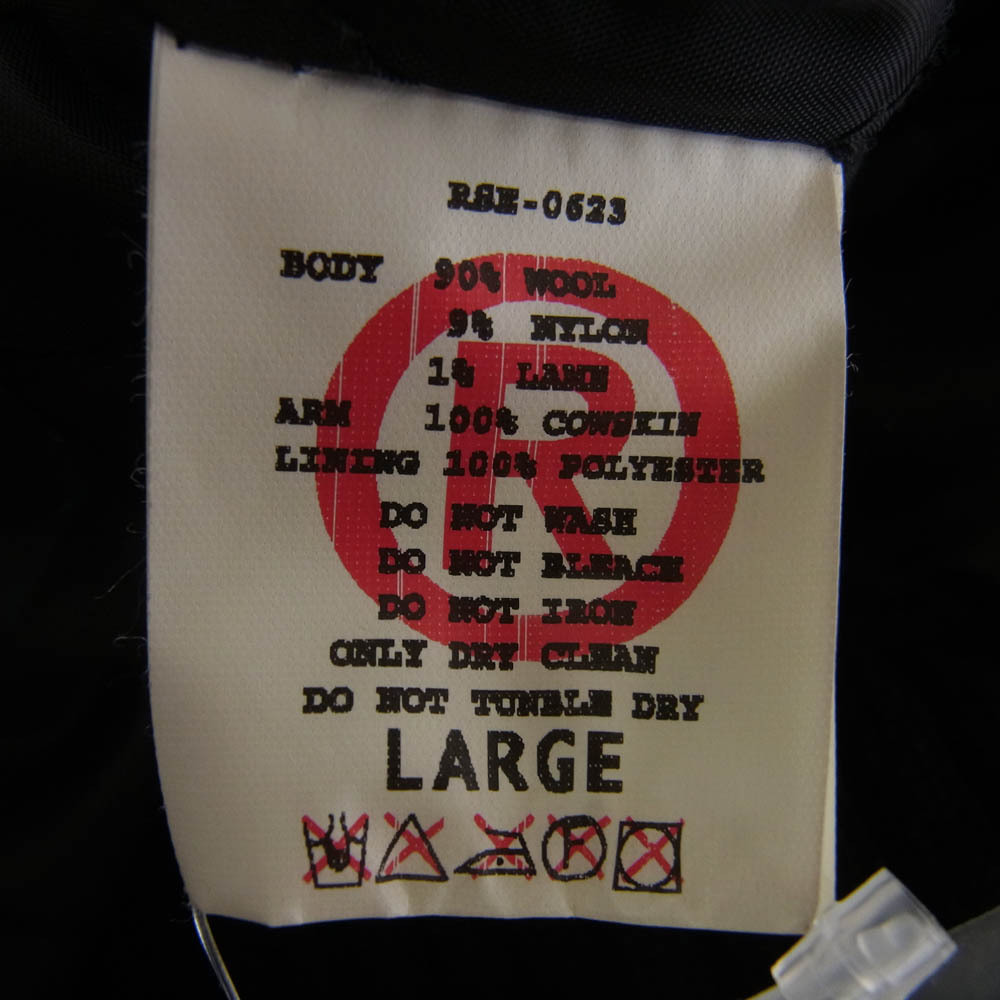 RSE-0623
BODY 90% WOOL
9% NYLON
1% LAME
ARM 100% COWSKIN
LINING 100% POLYESTER
DO NOT WASH
DO NOT BLEACH
DO NOT IRON
ONLY DRY CLEAN
DO NOT TUMBLE DRY
LARGE
R
F